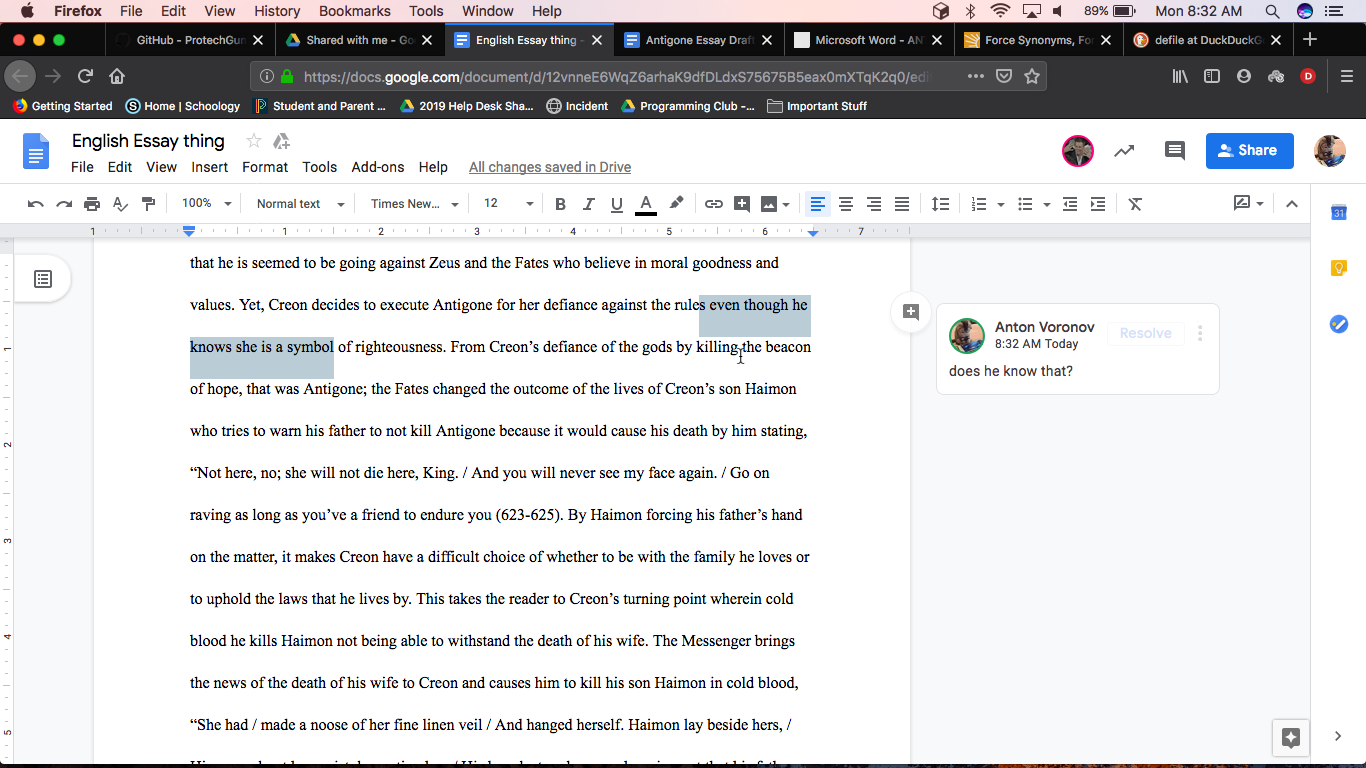 Firefox File Edit View History Bookmarks Tools Window Help 89% Mon 8:32 AM
GitHub - ProtechGun Shared with me - Go English Essay thing - Antigone Essay Draft Microsoft Word - AN Force Synonyms, Fo defile at DuckDuckG
https://docs.google.com/document/d/12vnneE6WqZ6arhaK9dfDLdxS75675B5eax0mXTqK2q0/edi
Getting Started Home | Schoology Student and Parent ... 2019 Help Desk Sha... Incident Programming Club -... Important Stuff
English Essay thing
File Edit View Insert Format Tools Add-ons Help All changes saved in Drive
Share
100% Normal text Times New... 12 B I U A
1 1 2 3 4 5 6 7
31
that he is seemed to be going against Zeus and the Fates who believe in moral goodness and
values. Yet, Creon decides to execute Antigone for her defiance against the rules even though he
knows she is a symbol of righteousness. From Creon’s defiance of the gods by killing the beacon
of hope, that was Antigone; the Fates changed the outcome of the lives of Creon’s son Haimon
who tries to warn his father to not kill Antigone because it would cause his death by him stating,
“Not here, no; she will not die here, King. / And you will never see my face again. / Go on
raving as long as you’ve a friend to endure you (623-625). By Haimon forcing his father’s hand
on the matter, it makes Creon have a difficult choice of whether to be with the family he loves or
to uphold the laws that he lives by. This takes the reader to Creon’s turning point wherein cold
blood he kills Haimon not being able to withstand the death of his wife. The Messenger brings
the news of the death of his wife to Creon and causes him to kill his son Haimon in cold blood,
“She had / made a noose of her fine linen veil / And hanged herself. Haimon lay beside hers, /
Anton Voronov
Resolve
8:32 AM Today
does he know that?
1
2
3
4
5